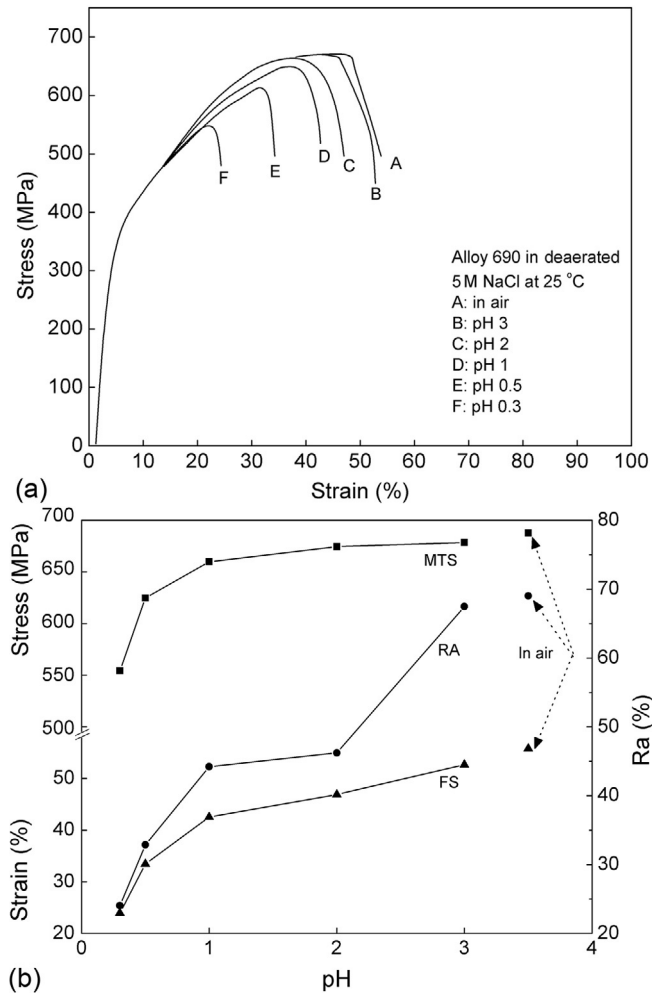 700
600
500
400
300
200
100
0
Stress (MPa)
A
B
C
D
E
F
Alloy 690 in deaerated
5 M NaCl at 25 °C
A: in air
B: pH 3
C: pH 2
D: pH 1
E: pH 0.5
F: pH 0.3
0 10 20 30 40 50 60 70 80 90 100
Strain (%)
(a)
700
650
600
550
500
50
40
30
20
Stress (MPa)
Strain (%)
MTS
RA
FS
In air
80
70
60
50
40
30
20
Ra (%)
0 1 2 3 4
pH
(b)